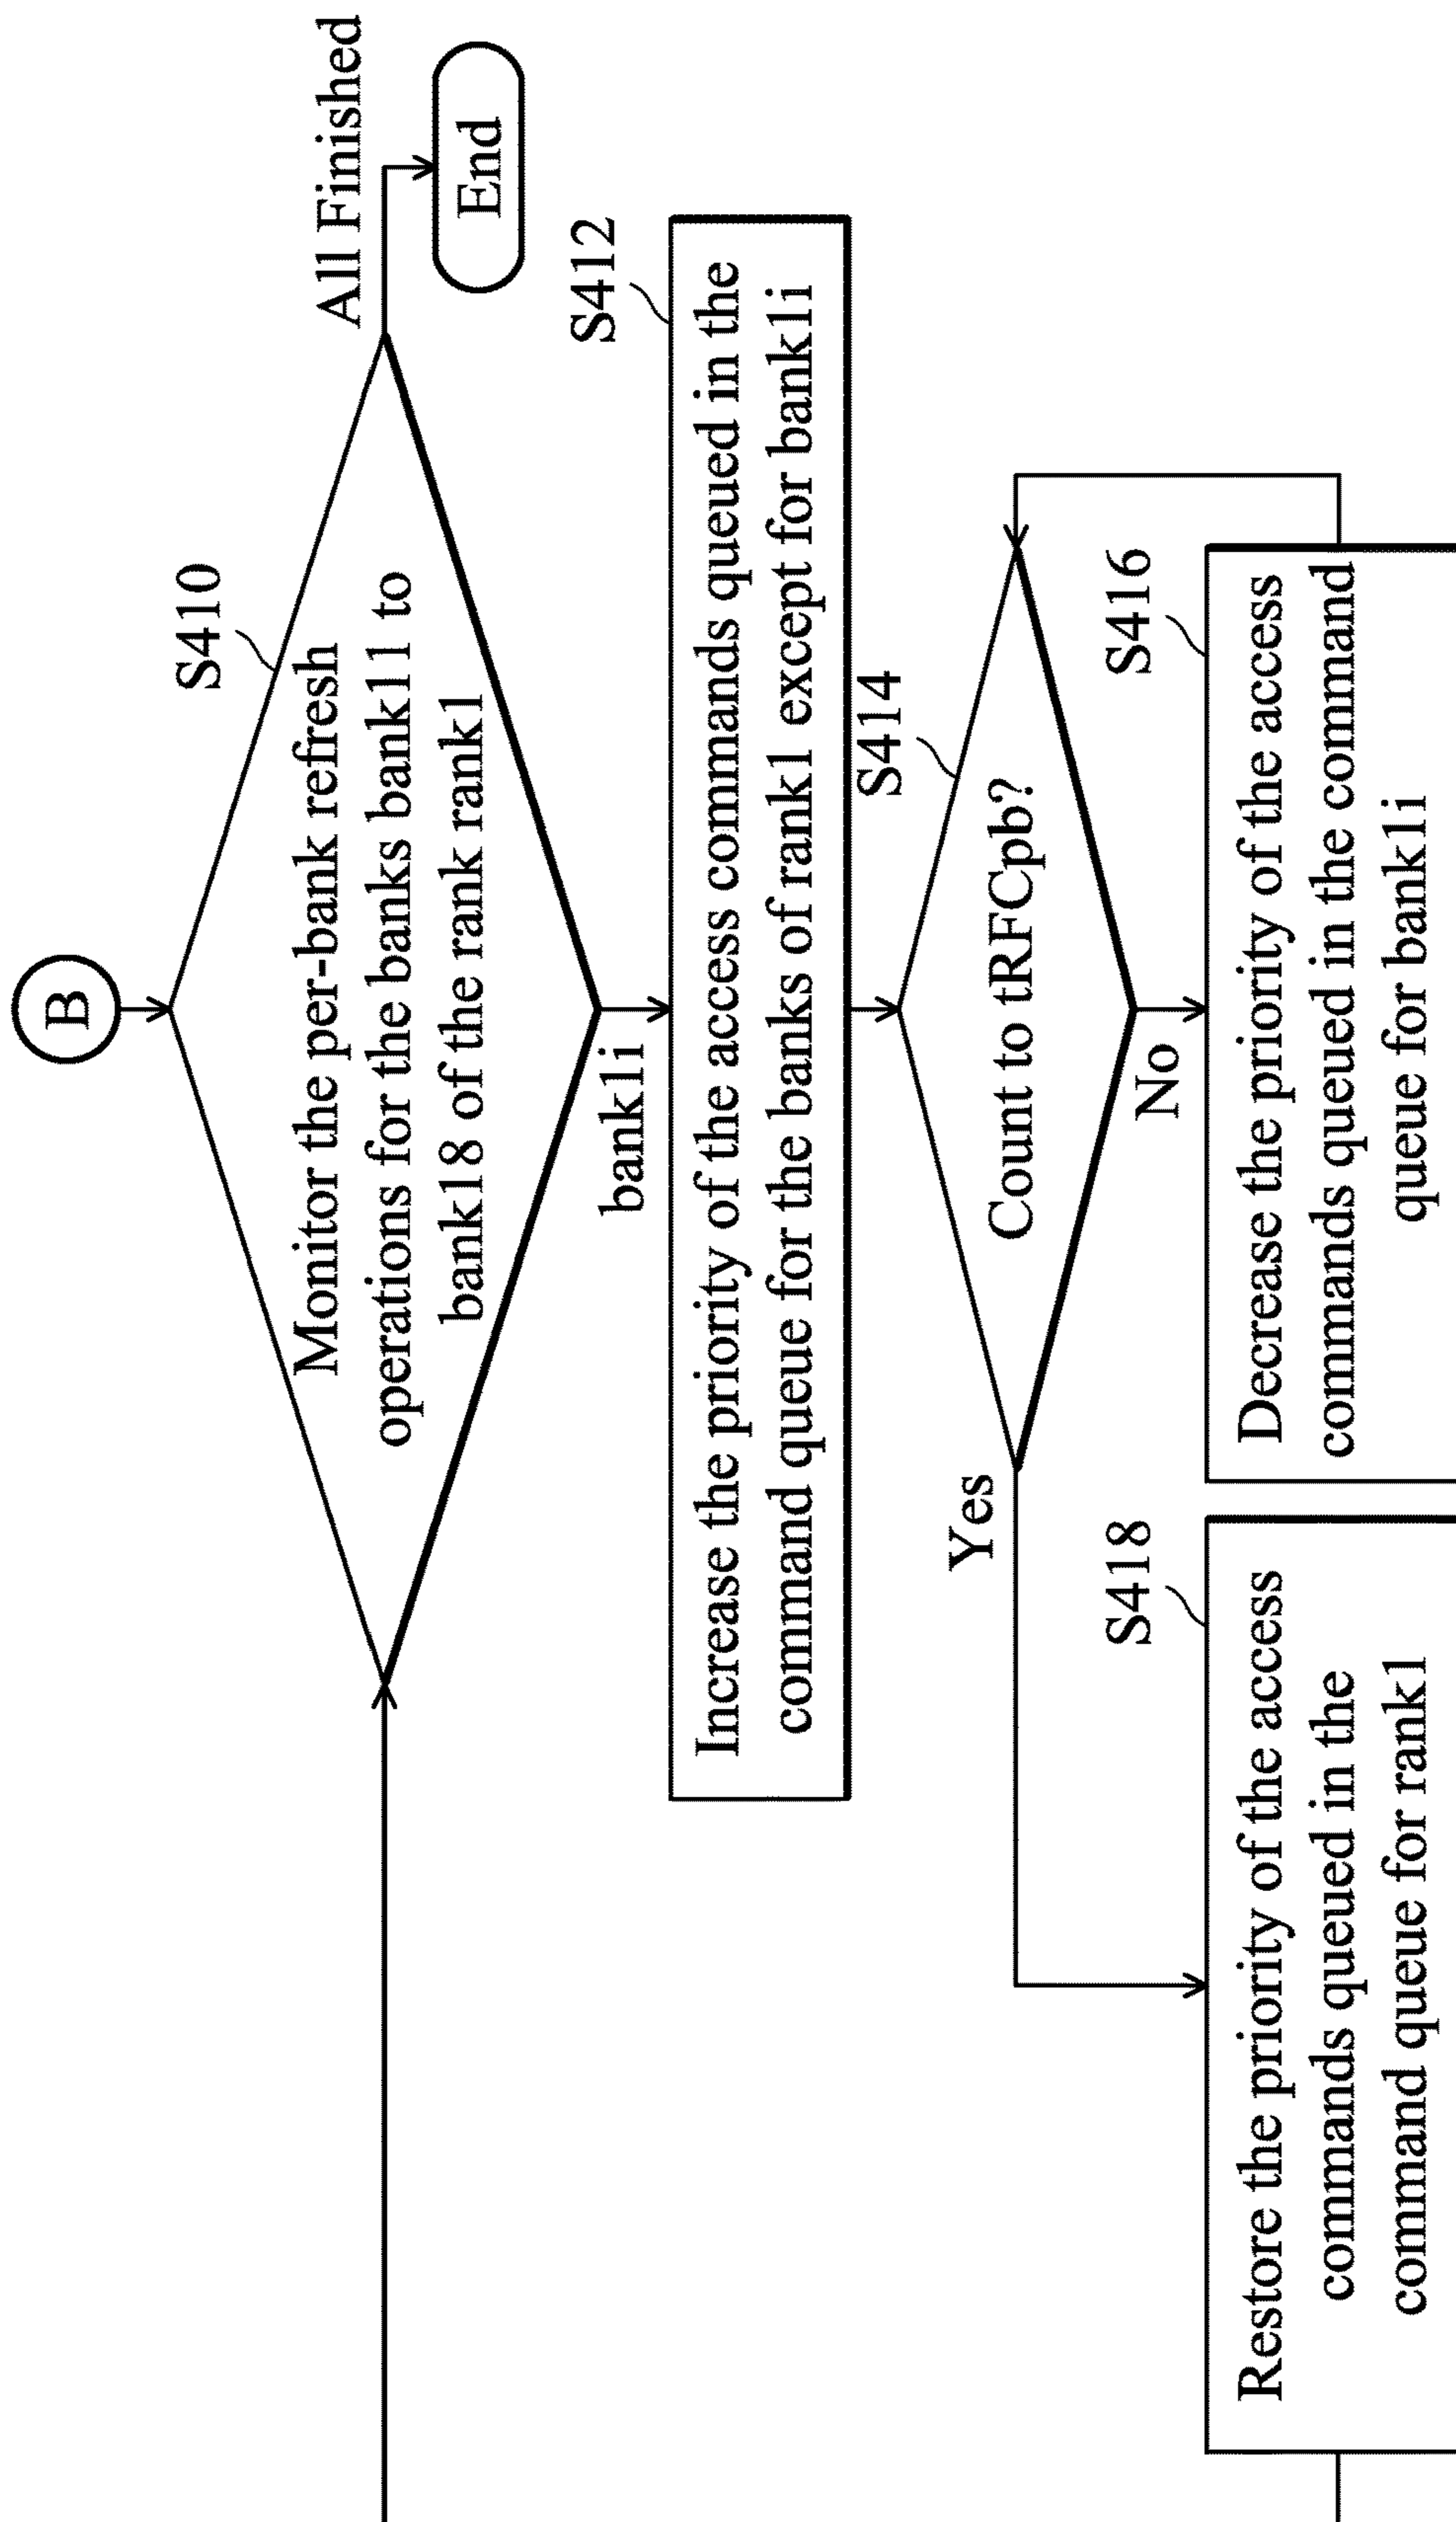 B
S410
Monitor the per-bank refresh
operations for the banks bank11 to
bank18 of the rank rank1
All Finished
End
bank1i
S412
Increase the priority of the access commands queued in the
command queue for the banks of rank1 except for bank1i
S414
Count to tRFCpb?
Yes
No
S418
Restore the priority of the access
commands queued in the
command queue for rank1
S416
Decrease the priority of the access
commands queued in the command
queue for bank1i